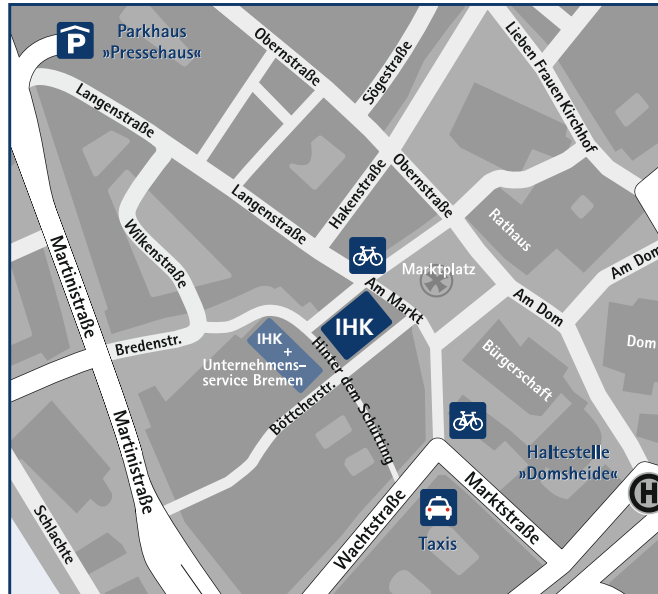 P
Parkhaus
»Pressehaus«
Obernstraße
Sögestraße
Lieben Frauen Kirchhof
Langenstraße
Obernstraße
Hakenstraße
Langenstraße
Wilkenstraße
Martinistraße
Rathaus
Marktplatz
Am Markt
Am Dom
Am Dom
Dom
IHK
IHK
+
Unternehmens-
service Bremen
Bredenstr.
Hinter dem Schütting
Böttcherstr.
Bürgerschaft
Martinistraße
Haltestelle
»Domsheide«
H
Schlachte
Wachtstraße
Marktstraße
Taxis